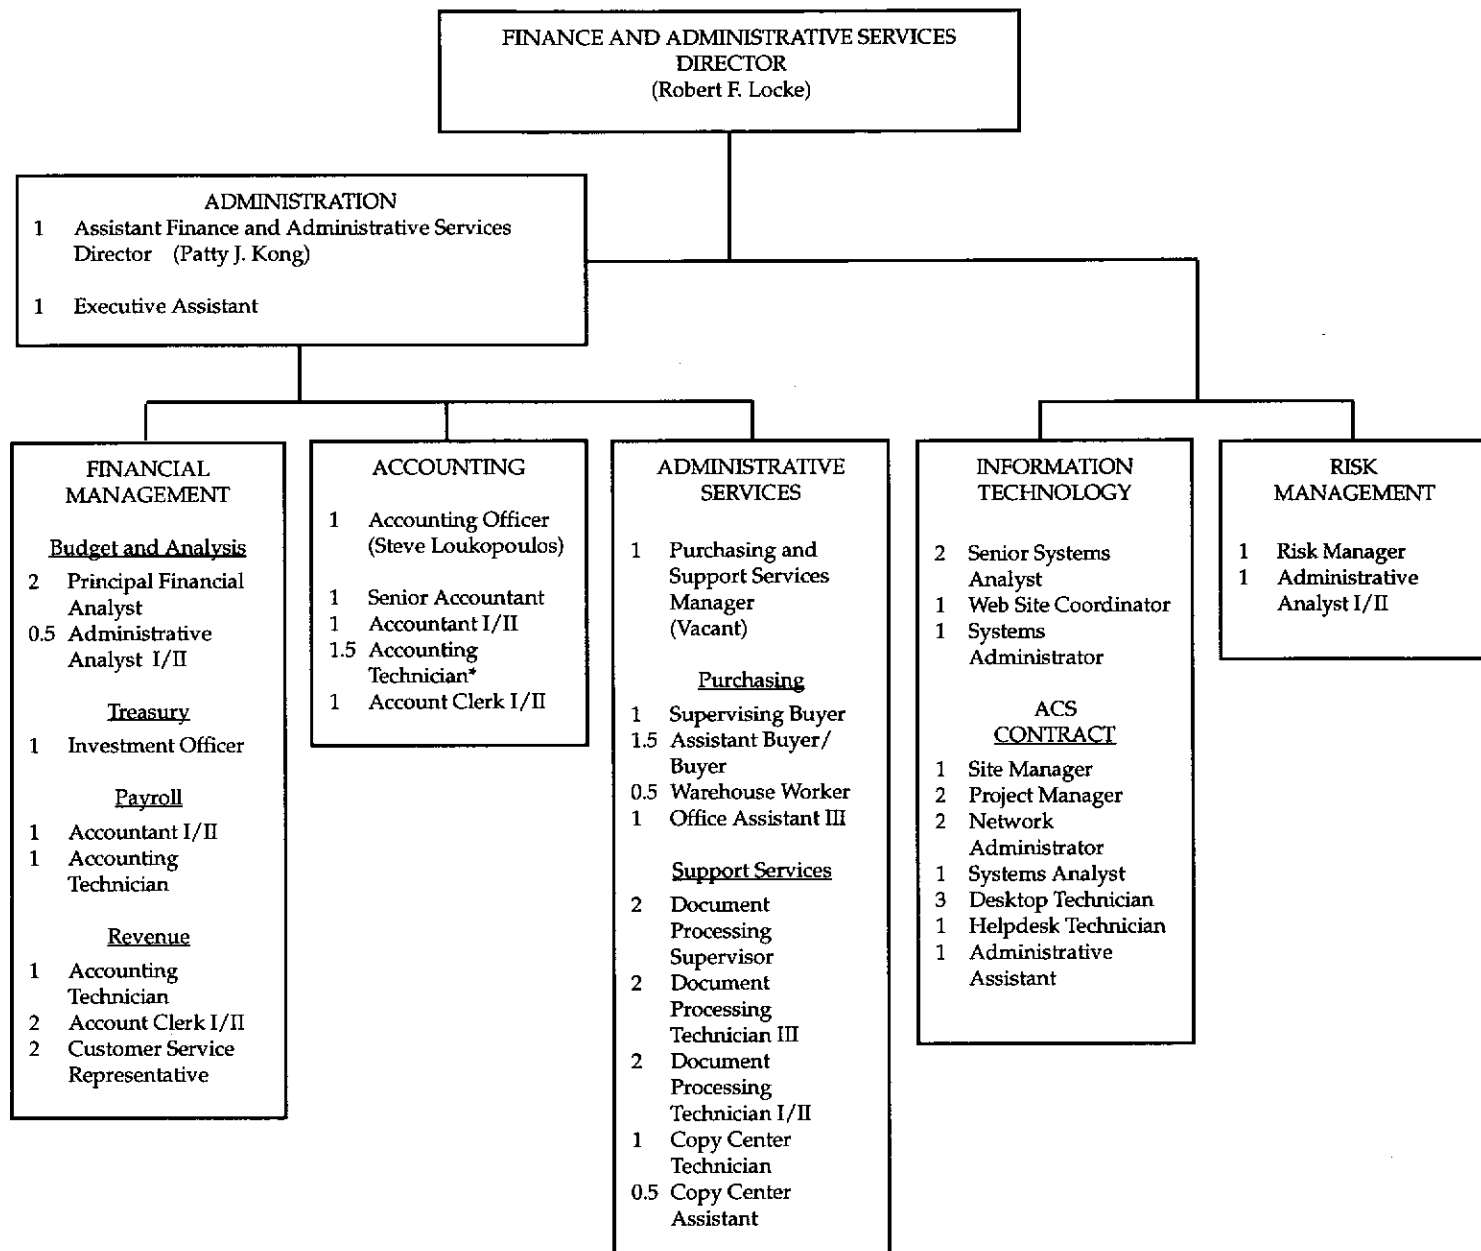 FINANCE AND ADMINISTRATIVE SERVICES
DIRECTOR
(Robert F. Locke)
ADMINISTRATION
1 Assistant Finance and Administrative Services
Director (Patty J. Kong)
1 Executive Assistant
FINANCIAL
MANAGEMENT
Budget and Analysis
2 Principal Financial
Analyst
0.5 Administrative
Analyst I/II
Treasury
1 Investment Officer
Payroll
1 Accountant I/II
1 Accounting
Technician
Revenue
1 Accounting
Technician
2 Account Clerk I/II
2 Customer Service
Representative
ACCOUNTING
1 Accounting Officer
(Steve Loukopoulos)
1 Senior Accountant
1 Accountant I/II
1.5 Accounting
Technician*
1 Account Clerk I/II
ADMINISTRATIVE
SERVICES
1 Purchasing and
Support Services
Manager
(Vacant)
Purchasing
1 Supervising Buyer
1.5 Assistant Buyer/
Buyer
0.5 Warehouse Worker
1 Office Assistant III
Support Services
2 Document
Processing
Supervisor
2 Document
Processing
Technician III
2 Document
Processing
Technician I/II
1 Copy Center
Technician
0.5 Copy Center
Assistant
INFORMATION
TECHNOLOGY
2 Senior Systems
Analyst
1 Web Site Coordinator
1 Systems
Administrator
ACS
CONTRACT
1 Site Manager
2 Project Manager
2 Network
Administrator
1 Systems Analyst
3 Desktop Technician
1 Helpdesk Technician
1 Administrative
Assistant
RISK
MANAGEMENT
1 Risk Manager
1 Administrative
Analyst I/II